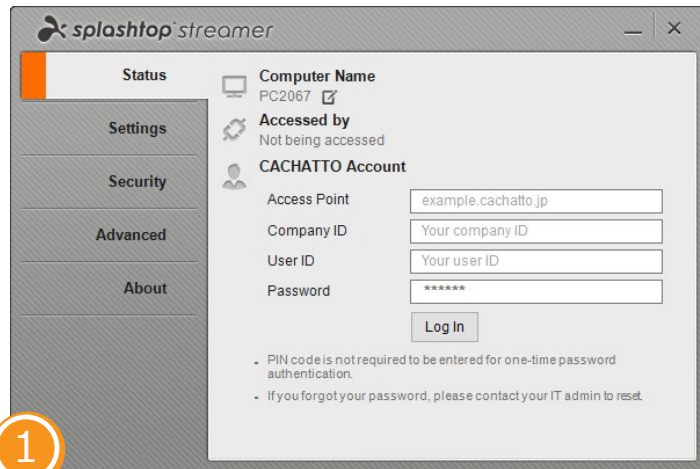 splashtop streamer
Status
Settings
Security
Advanced
About
Computer Name
PC2067
Accessed by
Not being accessed
CACHATTO Account
Access Point example.cachatto.jp
Company ID Your company ID
User ID Your user ID
Password ******
Log In
- PIN code is not required to be entered for one-time password
authentication.
- If you forgot your password, please contact your IT admin to reset.
1